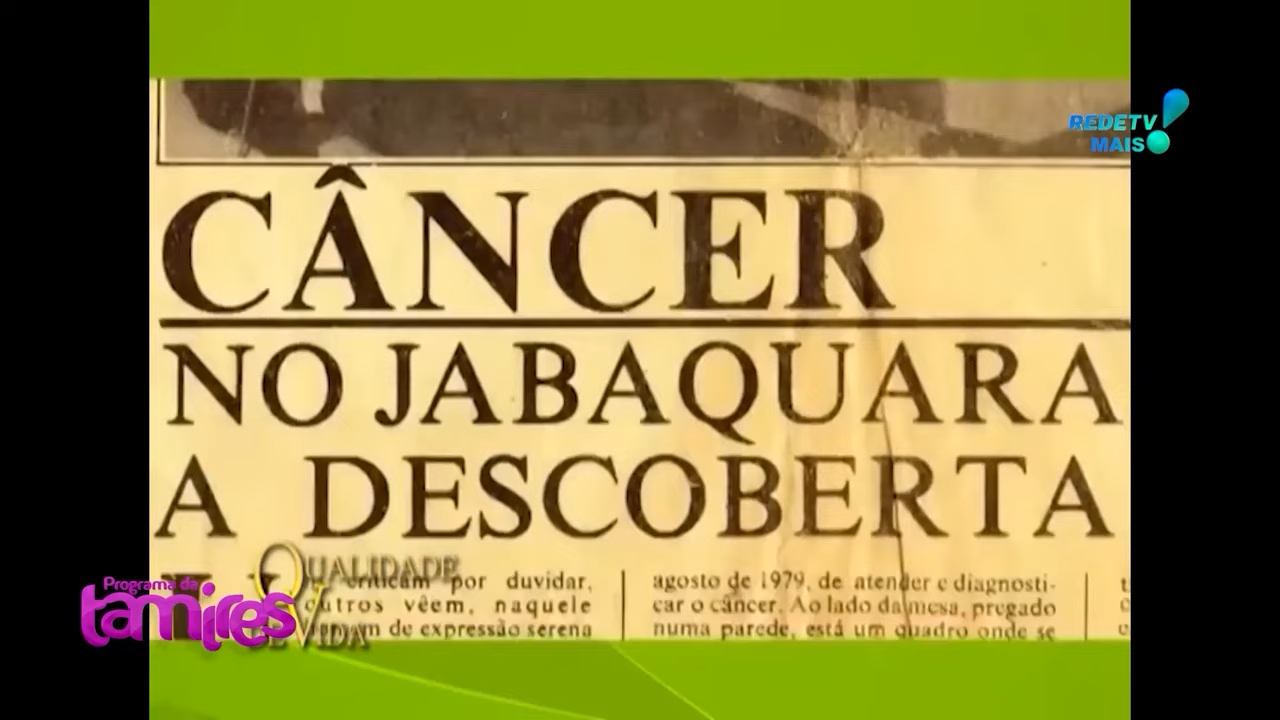 REDETV!
MAIS
CÂNCER
NO JABAQUARA
A DESCOBERTA
criticam por duvidar,
outros vêem, naquele
de expressão serena
agosto de 1979, de atender e diagnosti-
car o câncer. Ao lado da mesa, pregado
numa parede, está um quadro onde se
QUALIDADE
DE VIDA
Programa da
tamires